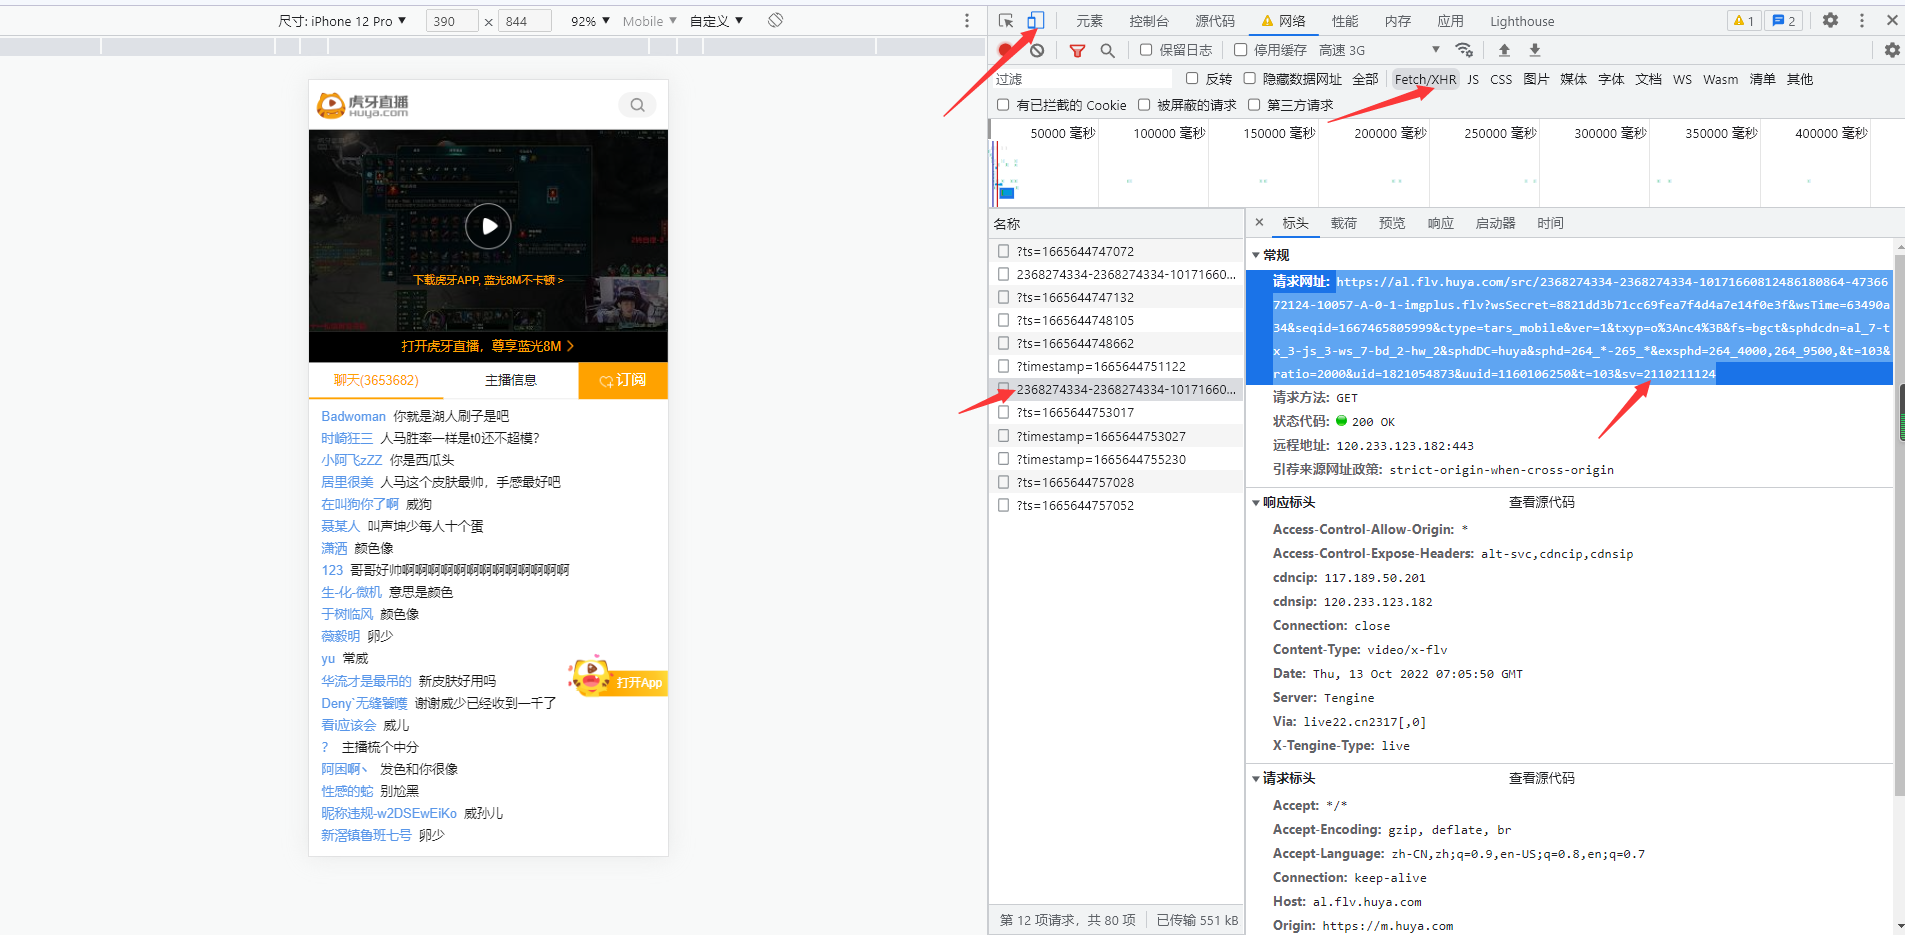 尺寸: iPhone 12 Pro ▼ 390 × 844 92% ▼ Mobile ▼ 自定义 ▼
元素 控制台 源代码 网络 性能 内存 应用 Lighthouse 1 2
保留日志 停用缓存 高速 3G ▼
过滤 反转 隐藏数据网址 全部 Fetch/XHR JS CSS 图片 媒体 字体 文档 WS Wasm 清单 其他
有已拦截的 Cookie 被屏蔽的请求 第三方请求
50000 毫秒 100000 毫秒 150000 毫秒 200000 毫秒 250000 毫秒 300000 毫秒 350000 毫秒 400000 毫秒
虎牙直播
HUYA.com
下载虎牙APP, 蓝光8M不卡顿 >
打开虎牙直播，尊享蓝光8M >
聊天(3653682) 主播信息 订阅
Badwoman 你就是湖人刷子是吧
时崎狂三 人马胜率一样是t0还不超模?
小阿飞zZZ 你是西瓜头
居里很美 人马这个皮肤最帅，手感最好吧
在叫狗你了啊 威狗
聂某人 叫声坤少每人十个蛋
潇洒 颜色像
123 哥哥好帅啊啊啊啊啊啊啊啊啊啊啊啊啊
生-化-微机 意思是颜色
于树临风 颜色像
薇毅明 卵少
yu 常威
华流才是最吊的 新皮肤好用吗
谢谢威少已经收到一千了
看i应该会 威儿
? 主播梳个中分
阿困啊丶 发色和你很像
性感的蛇 别尬黑
昵称违规-w2DSEwEiKo 威孙儿
新滘镇鲁班七号 卵少
打开App
名称
?ts=1665644747072
2368274334-2368274334-10171660...
?ts=1665644747132
?ts=1665644748105
?ts=1665644748662
?ts=1665644751122
2368274334-2368274334-10171660...
?ts=1665644753017
?timestamp=1665644753027
?timestamp=1665644755230
?ts=1665644757028
?ts=1665644757052
第 12 项请求，共 80 项 已传输 551 kB
× 标头 载荷 预览 响应 启动器 时间
▼ 常规
请求网址: https://al.flv.huya.com/src/2368274334-2368274334-10171660812486180864-47366
72124-10057-A-0-1-imgplus.flv?wsSecret=8821dd3b71cc69fea7f4d4a7e14f0e3f&wsTime=63490a
34&seqid=1667465805999&ctype=tars_mobile&ver=1&txyp=o%3Anc4%3B&fs=bgct&sphdcdn=al_7-t
x_3-js_3-ws_7-bd_2-hw_2&sphdDC=huya&sphd=264_*-265_*&exsphd=264_4000,264_9500,&t=103&
ratio=2000&uid=1821054873&uuid=1160106250&t=103&sv=2110211124
请求方法: GET
状态代码: 200 OK
远程地址: 120.233.123.182:443
引荐来源网址政策: strict-origin-when-cross-origin
▼ 响应标头 查看源代码
Access-Control-Allow-Origin: *
Access-Control-Expose-Headers: alt-svc,cdncip,cdnsip
cdncip: 117.189.50.201
cdnsip: 120.233.123.182
Connection: close
Content-Type: video/x-flv
Date: Thu, 13 Oct 2022 07:05:50 GMT
Server: Tengine
Via: live22.cn2317[,0]
X-Tengine-Type: live
▼ 请求标头 查看源代码
Accept: */*
Accept-Encoding: gzip, deflate, br
Accept-Language: zh-CN,zh;q=0.9,en-US;q=0.8,en;q=0.7
Connection: keep-alive
Host: al.flv.huya.com
Origin: https://m.huya.com